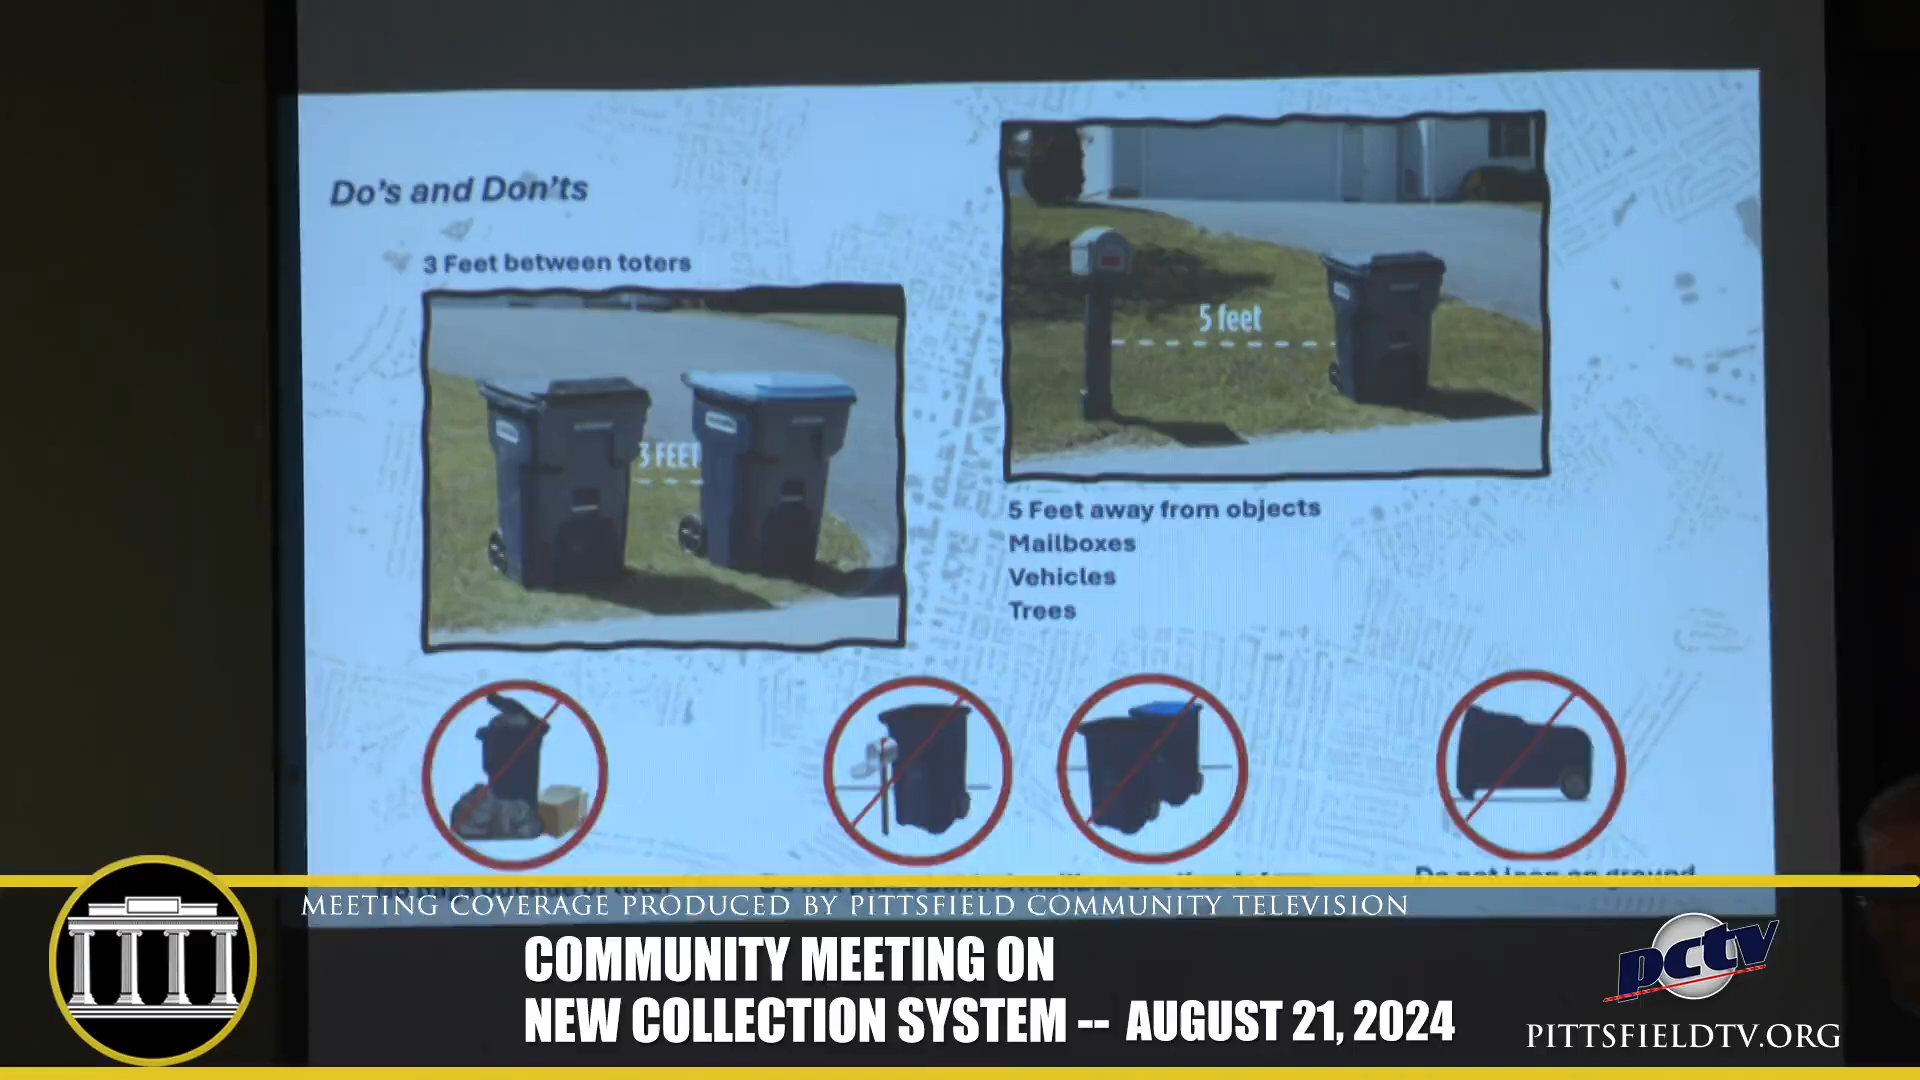 Do's and Don'ts
3 Feet between toters
3 FEET
5 feet
5 Feet away from objects
Mailboxes
Vehicles
Trees
MEETING COVERAGE PRODUCED BY PITTSFIELD COMMUNITY TELEVISION
COMMUNITY MEETING ON
NEW COLLECTION SYSTEM -- AUGUST 21, 2024
pctv
PITTSFIELDTV.ORG